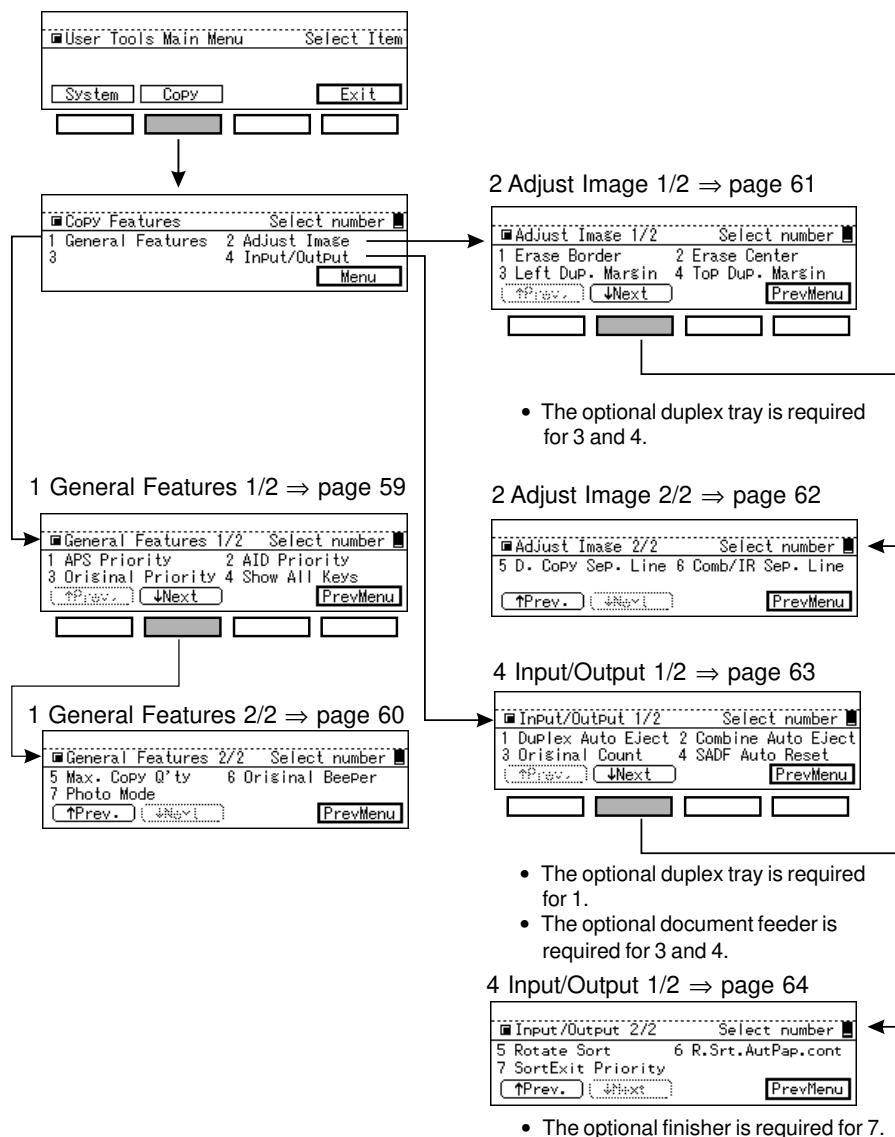 User Tools Main Menu Select Item
System Copy Exit
Copy Features Select number
1 General Features 2 Adjust Image
3 4 Input/Output
Menu
1 General Features 1/2 ⇒ page 59
General Features 1/2 Select number
1 APS Priority 2 AID Priority
3 Original Priority 4 Show All Keys
↑Prev. ↓Next PrevMenu
1 General Features 2/2 ⇒ page 60
General Features 2/2 Select number
5 Max. Copy Q'ty 6 Original Beeper
7 Photo Mode
↑Prev. ↓Next PrevMenu
2 Adjust Image 1/2 ⇒ page 61
Adjust Image 1/2 Select number
1 Erase Border 2 Erase Center
3 Left Dup. Margin 4 Top Dup. Margin
↑Prev. ↓Next PrevMenu
• The optional duplex tray is required
for 3 and 4.
2 Adjust Image 2/2 ⇒ page 62
Adjust Image 2/2 Select number
5 D. Copy Sep. Line 6 Comb/IR Sep. Line
↑Prev. ↓Next PrevMenu
4 Input/Output 1/2 ⇒ page 63
Input/Output 1/2 Select number
1 Duplex Auto Eject 2 Combine Auto Eject
3 Original Count 4 SADF Auto Reset
↑Prev. ↓Next PrevMenu
• The optional duplex tray is required
for 1.
• The optional document feeder is
required for 3 and 4.
4 Input/Output 1/2 ⇒ page 64
Input/Output 2/2 Select number
5 Rotate Sort 6 R.Srt.AutPap.cont
7 SortExit Priority
↑Prev. ↓Next PrevMenu
• The optional finisher is required for 7.